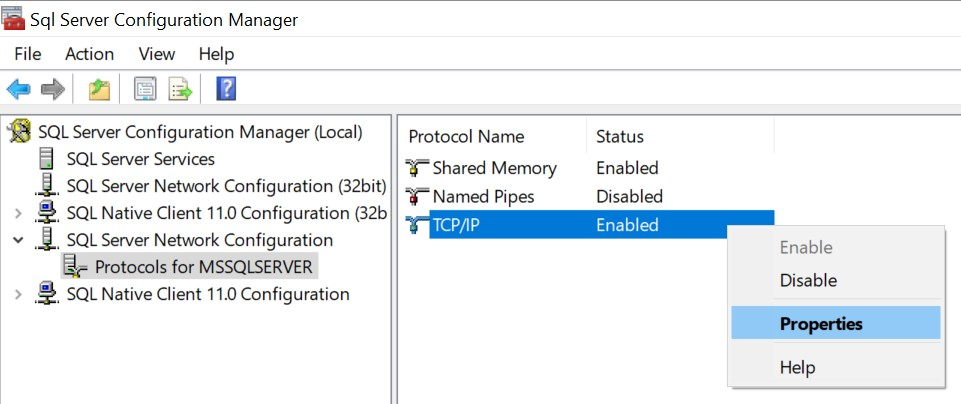 Sql Server Configuration Manager
File Action View Help
SQL Server Configuration Manager (Local)
SQL Server Services
SQL Server Network Configuration (32bit)
SQL Native Client 11.0 Configuration (32b
SQL Server Network Configuration
Protocols for MSSQLSERVER
SQL Native Client 11.0 Configuration
Protocol Name Status
Shared Memory Enabled
Named Pipes Disabled
TCP/IP Enabled
Enable
Disable
Properties
Help